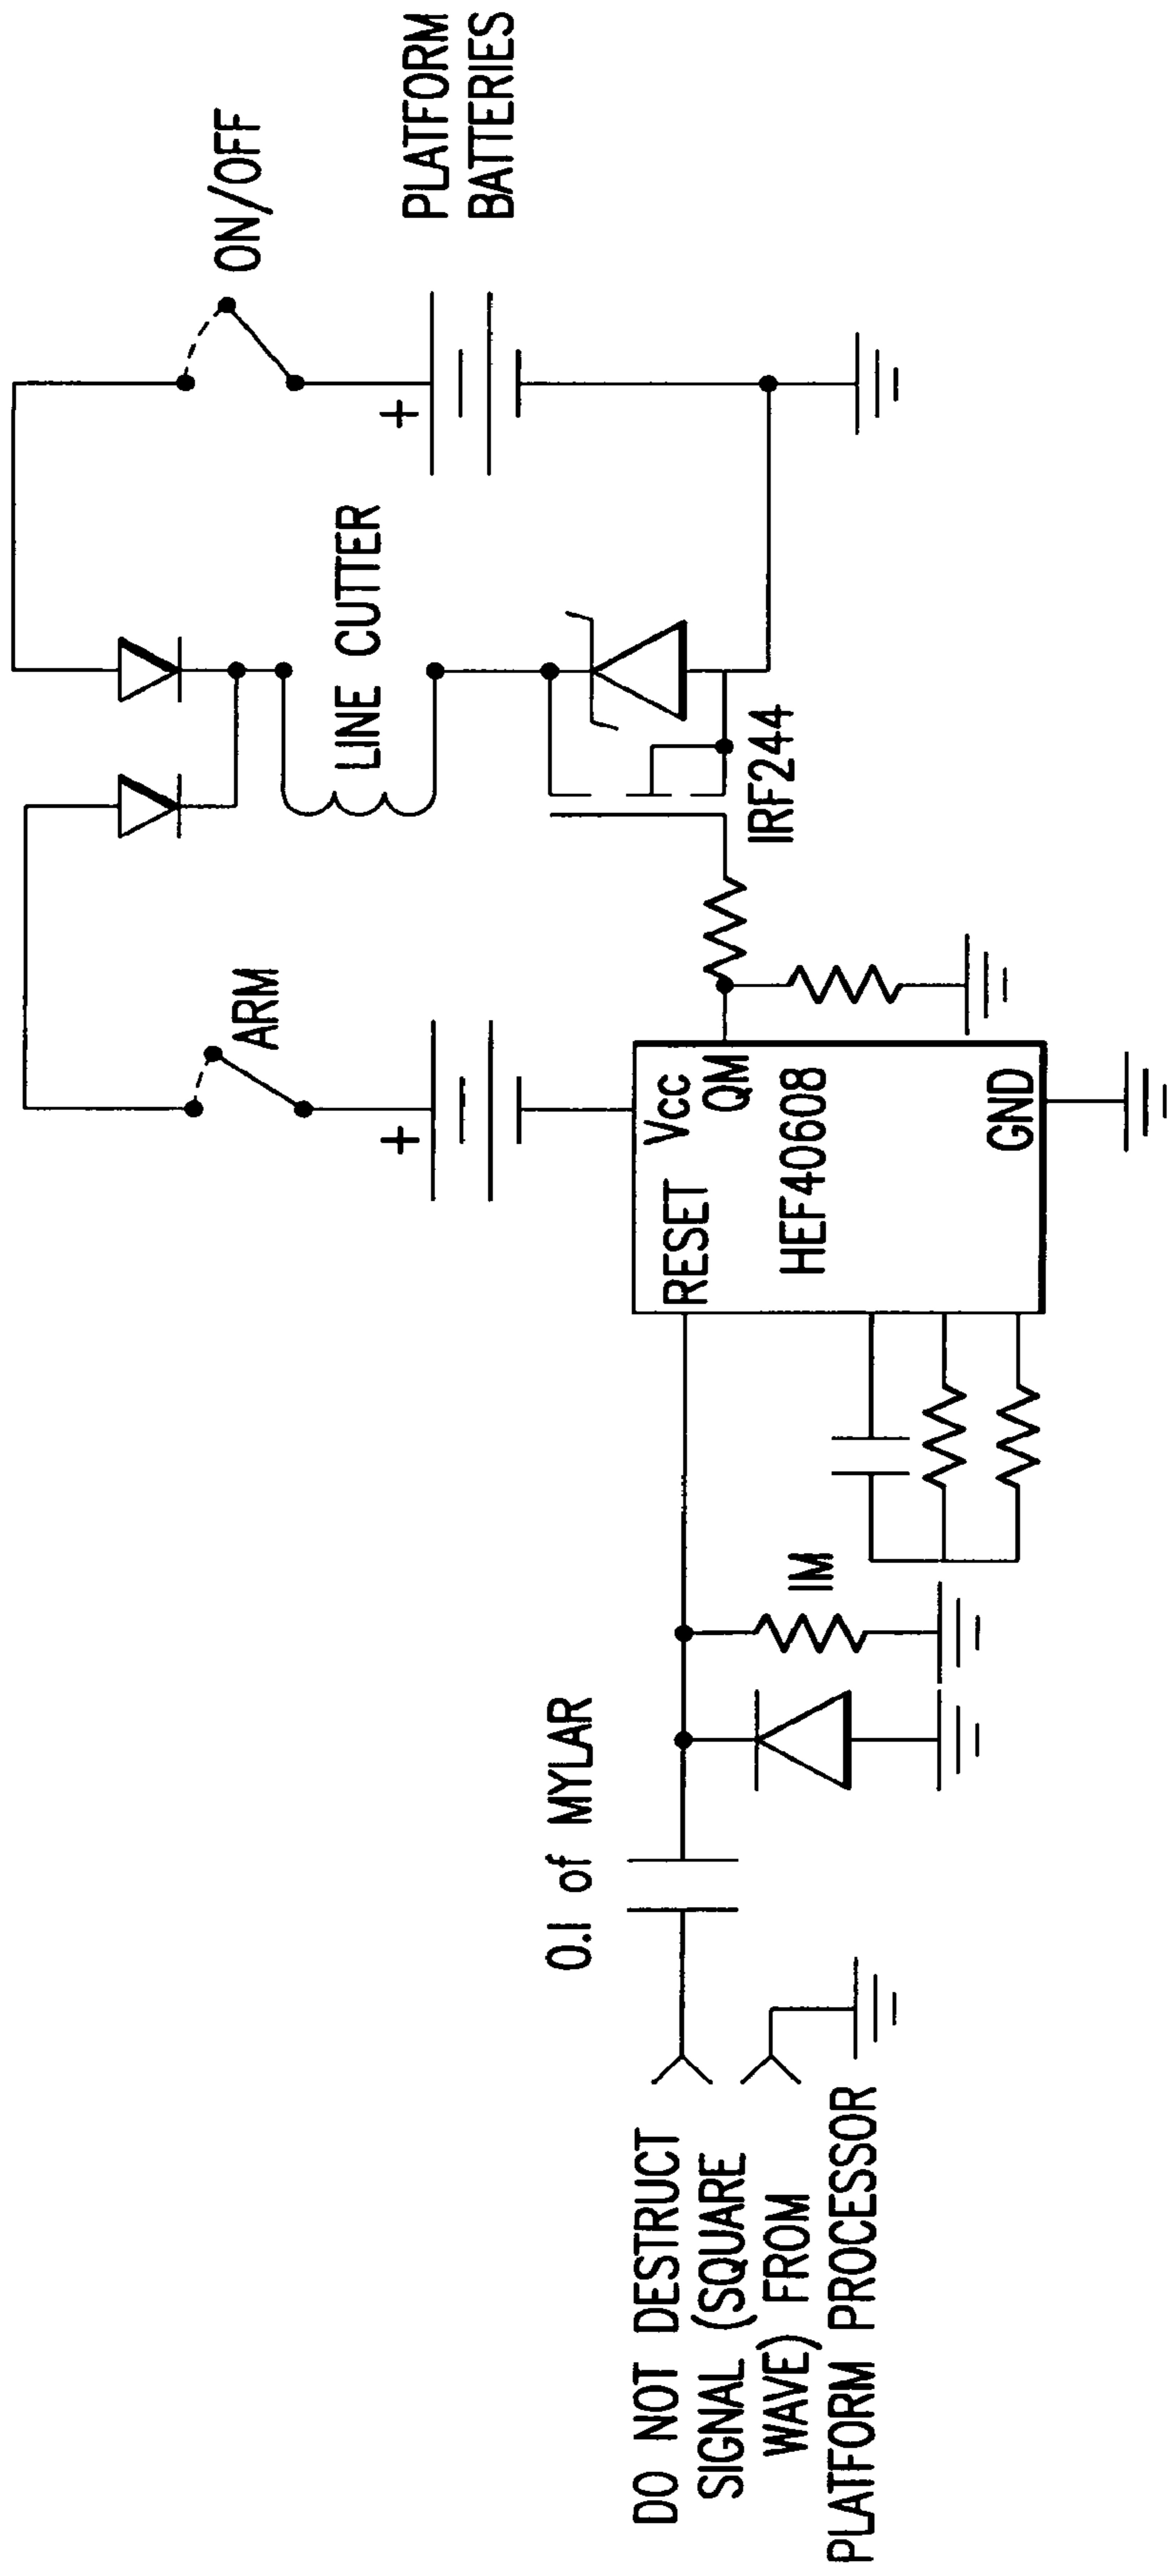 ON/OFF
PLATFORM
BATTERIES
+
LINE CUTTER
IRF244
ARM
+
Vcc
QM
RESET
HEF40608
GND
1M
0.1 of MYLAR
DO NOT DESTRUCT
SIGNAL (SQUARE
WAVE) FROM
PLATFORM PROCESSOR